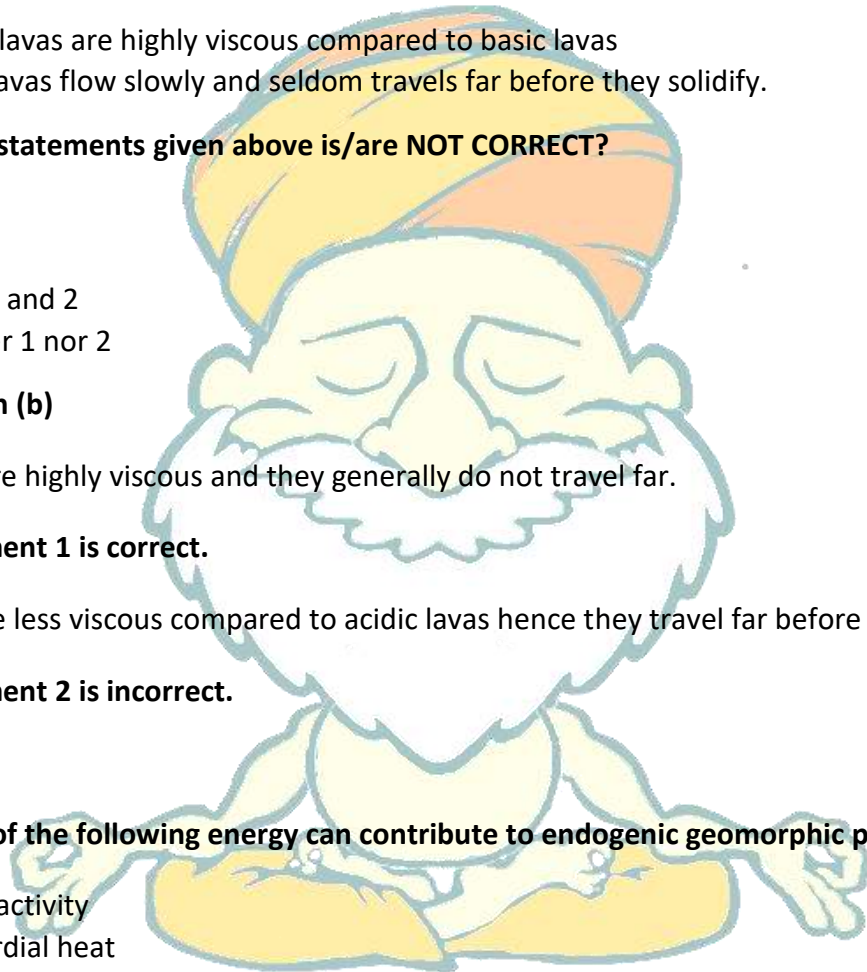 lavas are highly viscous compared to basic lavas
avas flow slowly and seldom travels far before they solidify.
statements given above is/are NOT CORRECT?
and 2
r 1 nor 2
n (b)
re highly viscous and they generally do not travel far.
ent 1 is correct.
e less viscous compared to acidic lavas hence they travel far before
ent 2 is incorrect.
of the following energy can contribute to endogenic geomorphic p
activity
rdial heat